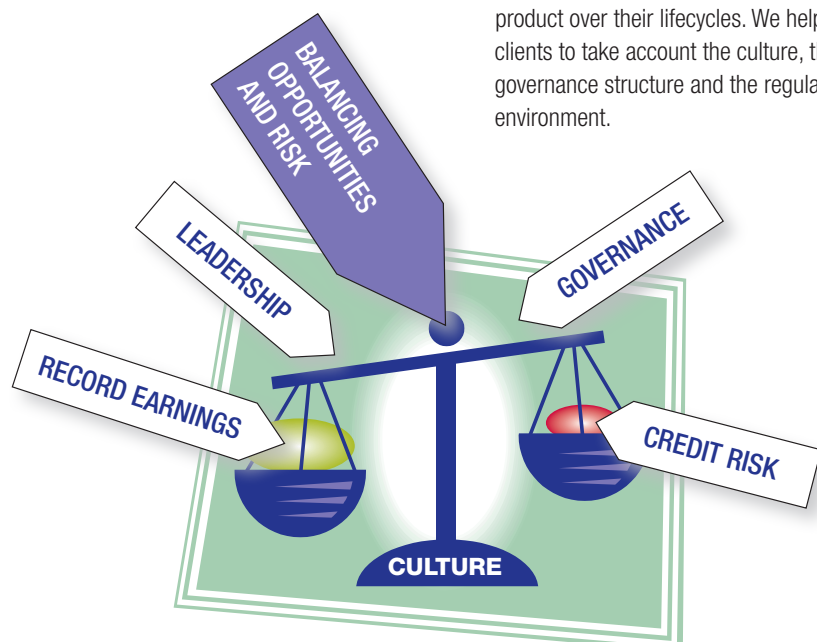 product over their lifecycles. We help
clients to take account the culture,
governance structure and the
environment.
BALANCING
OPPORTUNITIES
AND RISK
LEADERSHIP
GOVERNANCE
RECORD EARNINGS
CREDIT RISK
CULTURE